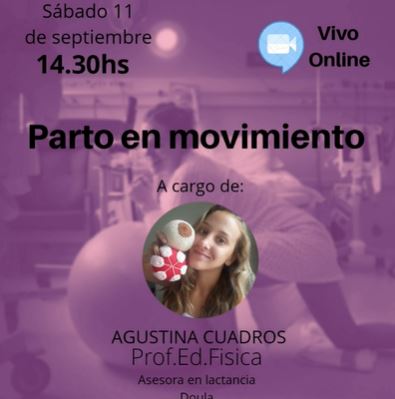 Sábado 11
de septiembre
14.30hs
Vivo
Online
Parto en movimiento
A cargo de:
AGUSTINA CUADROS
Prof.Ed.Fisica
Asesora en lactancia
Doula